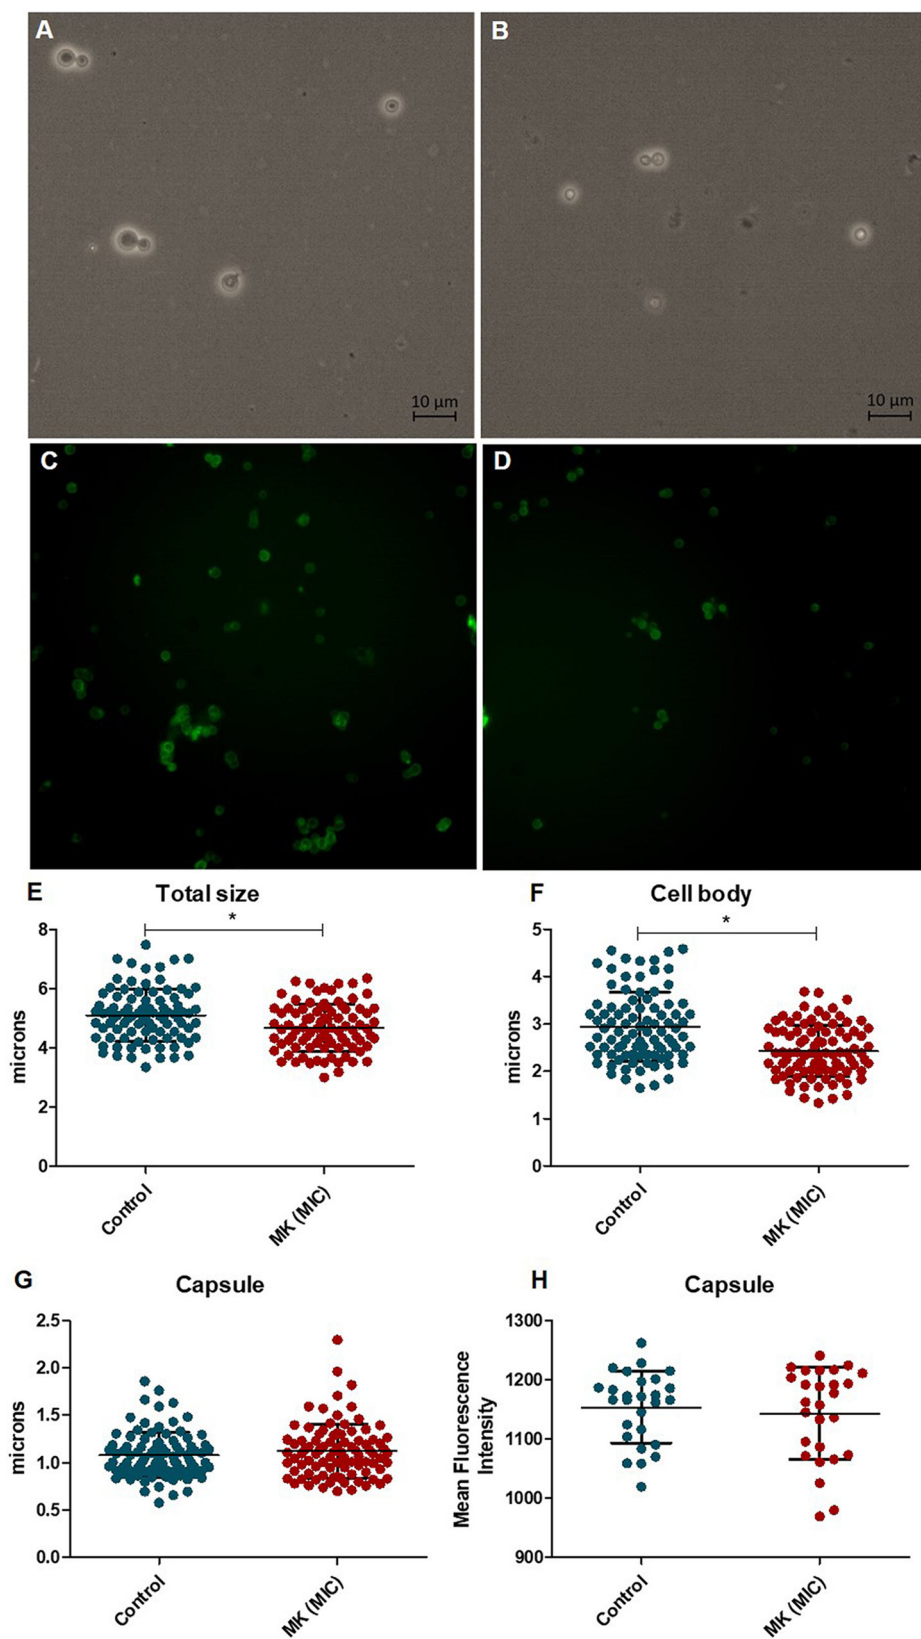 A
B
10 µm
10 µm
C
D
E
Total size
F
Cell body
*
*
8
6
4
2
0
microns
Control
MK (MIC)
5
4
3
2
1
0
microns
Control
MK (MIC)
G
Capsule
H
Capsule
2.5
2.0
1.5
1.0
0.5
0.0
microns
Control
MK (MIC)
1300
1200
1100
1000
900
Mean Fluorescence
Intensity
Control
MK (MIC)